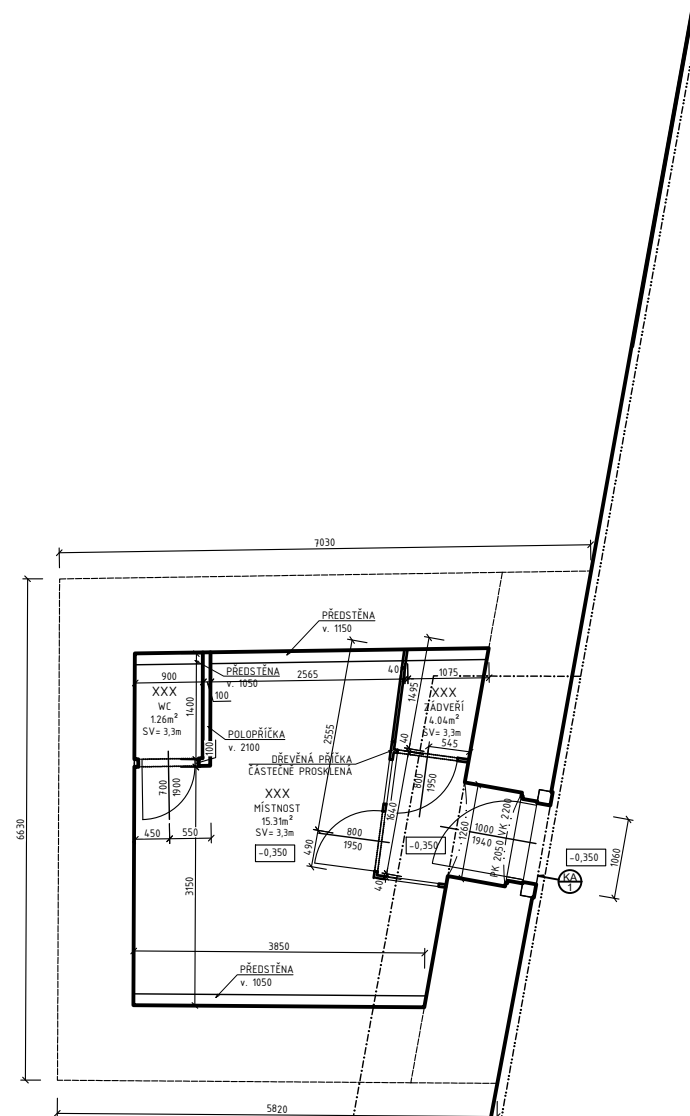 7030
6630
PŘEDSTĚNA
v. 1150
900
PŘEDSTĚNA
v. 1050
2565
40
1075
100
XXX
WC
1.26m²
SV= 3,3m
1400
1495
XXX
ZÁDVEŘÍ
4.04m²
SV= 3,3m
POLOPŘÍČKA
v. 2100
100
2555
40
545
DŘEVĚNÁ PŘÍČKA
ČÁSTEČNĚ PROSKLENÁ
700
1900
800
1950
XXX
MÍSTNOST
15.31m²
SV= 3,3m
-0,350
450
550
1640
800
1950
490
40
-0,350
1260
1000
1940
PK 2050 VK 2200
-0,350
1060
KA
1
3150
3850
PŘEDSTĚNA
v. 1050
5820